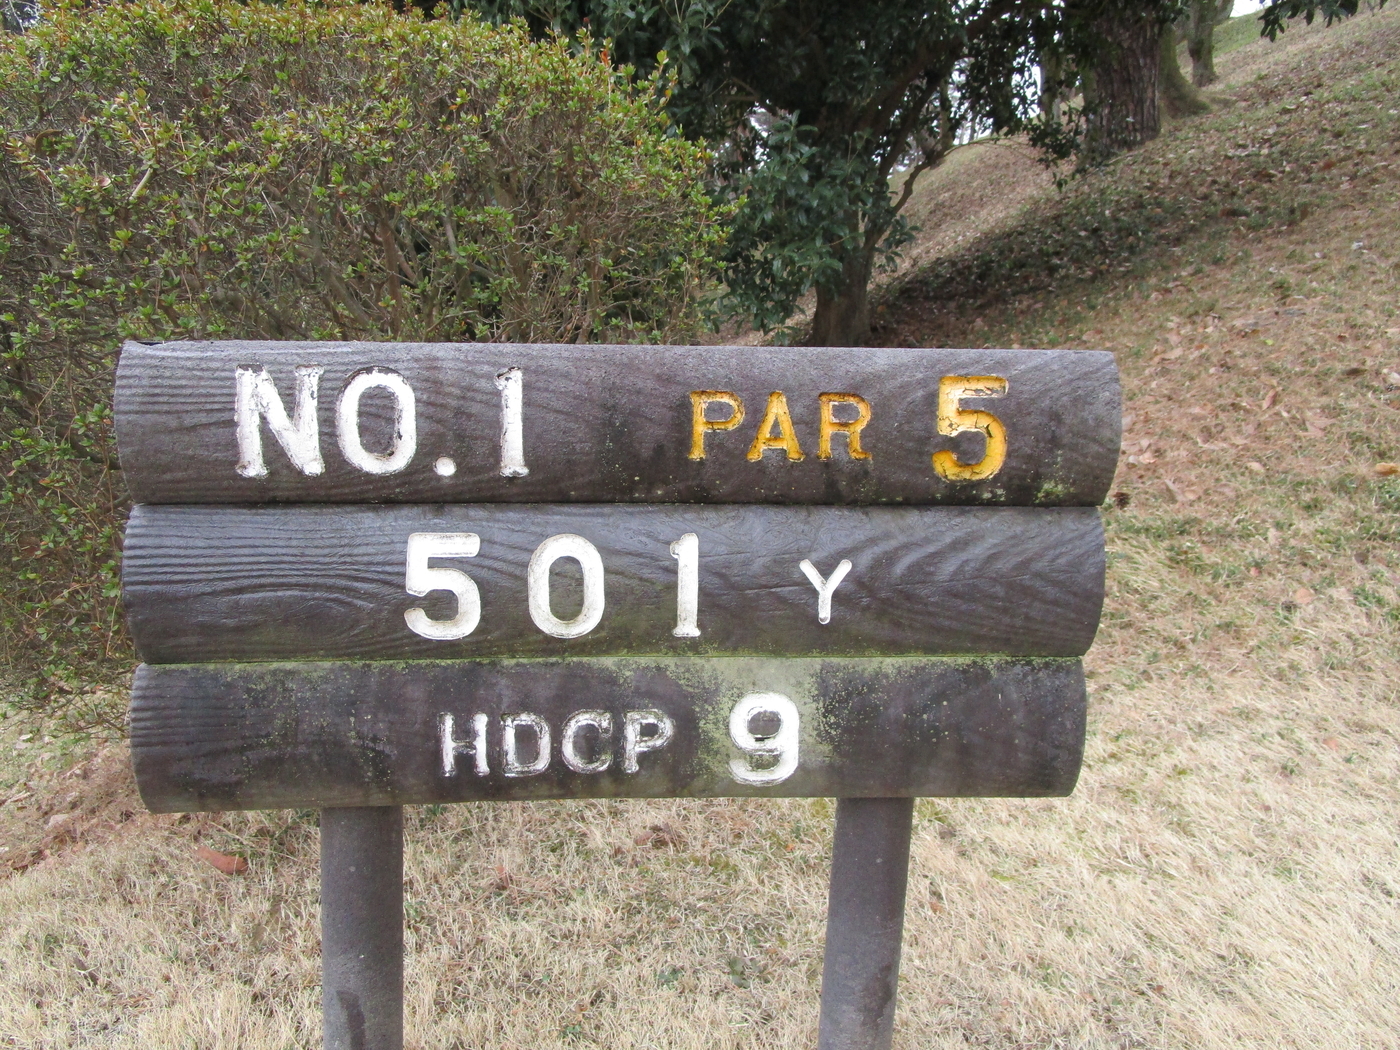 NO.1 PAR 5
501 Y
HDCP 9